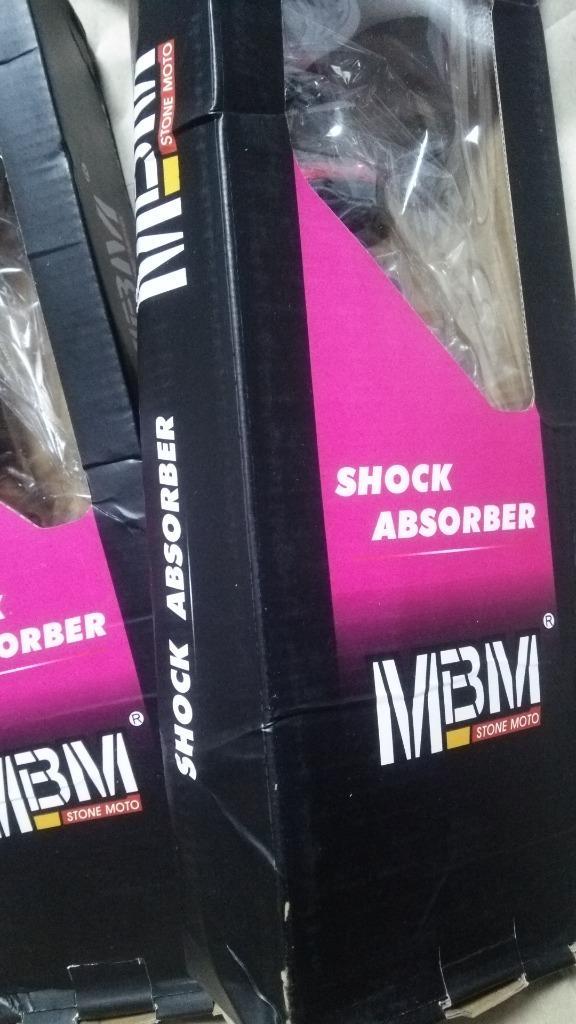 SHOCK
ABSORBER
MBM®
STONE MOTO
SHOCK ABSORBER
MBM
STONE MOTO
ORBER
MBM®
STONE MOTO